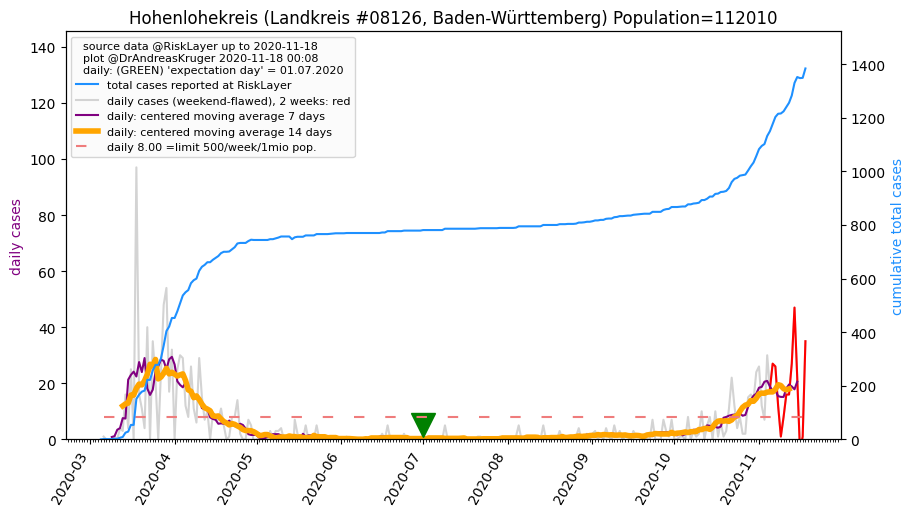 Hohenlohekreis (Landkreis #08126, Baden-Württemberg) Population=112010
source data @RiskLayer up to 2020-11-18
plot @DrAndreasKruger 2020-11-18 00:08
daily: (GREEN) 'expectation day' = 01.07.2020
total cases reported at RiskLayer
daily cases (weekend-flawed), 2 weeks: red
daily: centered moving average 7 days
daily: centered moving average 14 days
daily 8.00 =limit 500/week/1mio pop.
daily cases
140
120
100
80
60
40
20
0
cumulative total cases
1400
1200
1000
800
600
400
200
0
2020-03
2020-04
2020-05
2020-06
2020-07
2020-08
2020-09
2020-10
2020-11